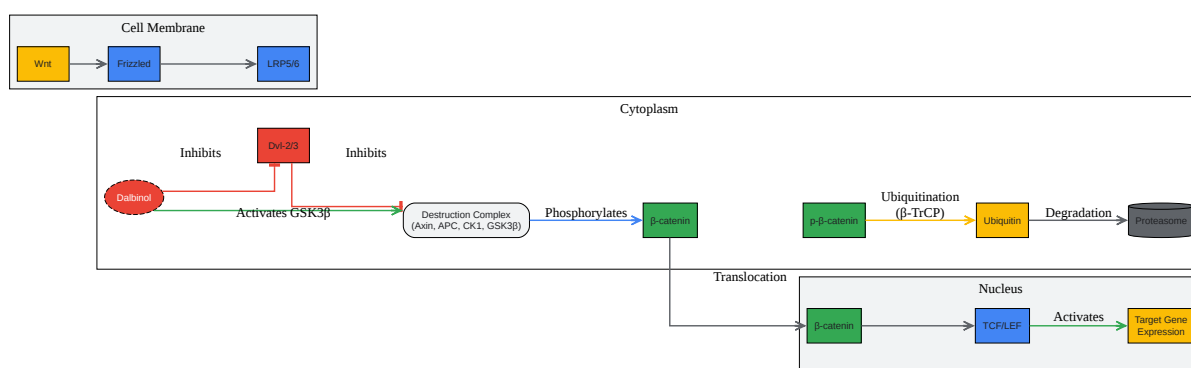 Cell Membrane
Wnt
Frizzled
LRP5/6
Cytoplasm
Dvl-2/3
Inhibits
Inhibits
Dalbinol
Activates GSK3β
Destruction Complex
(Axin, APC, CK1, GSK3β)
Phosphorylates
β-catenin
p-β-catenin
Ubiquitination
(β-TrCP)
Ubiquitin
Degradation
Proteasome
Translocation
Nucleus
β-catenin
TCF/LEF
Activates
Target Gene
Expression